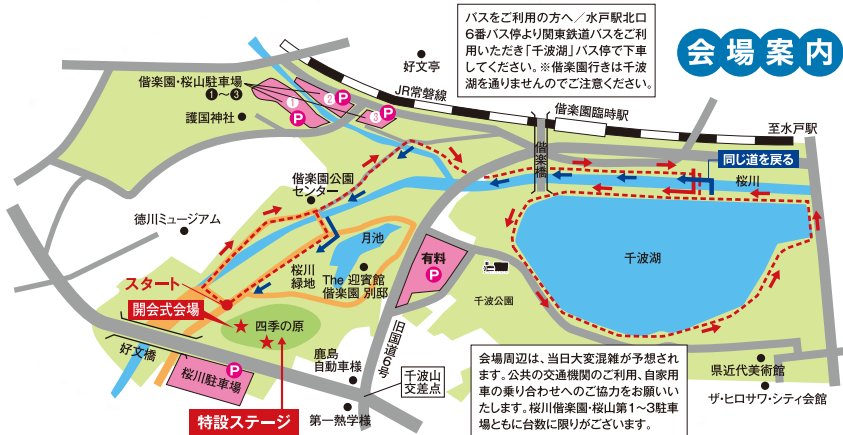 会場案内
バスをご利用の方へ／水戸駅北口
6番バス停より関東鉄道バスをご
利用いただき「千波湖」バス停で下車
してください。※偕楽園行きは千波
湖を通りませんのでご注意ください。
好文亭
偕楽園・桜山駐車場
❶〜❸
護国神社
1
2
3
P
P
P
JR常磐線
偕楽園臨時駅
至水戸駅
偕楽橋
同じ道を戻る
桜川
偕楽園公園
センター
徳川ミュージアム
月池
有料
P
千波湖
スタート
桜川
緑地
The 迎賓館
偕楽園 別邸
千波公園
開会式会場
四季の原
旧国道6号
好文橋
P
桜川駐車場
鹿島
自動車様
千波山
交差点
特設ステージ
第一熱学様
県近代美術館
ザ・ヒロサワ・シティ会館
会場周辺は、当日大変混雑が予想され
ます。公共の交通機関のご利用、自家用
車の乗り合わせへのご協力をお願いい
たします。桜川偕楽園・桜山第1〜3駐車
場ともに台数に限りがございます。